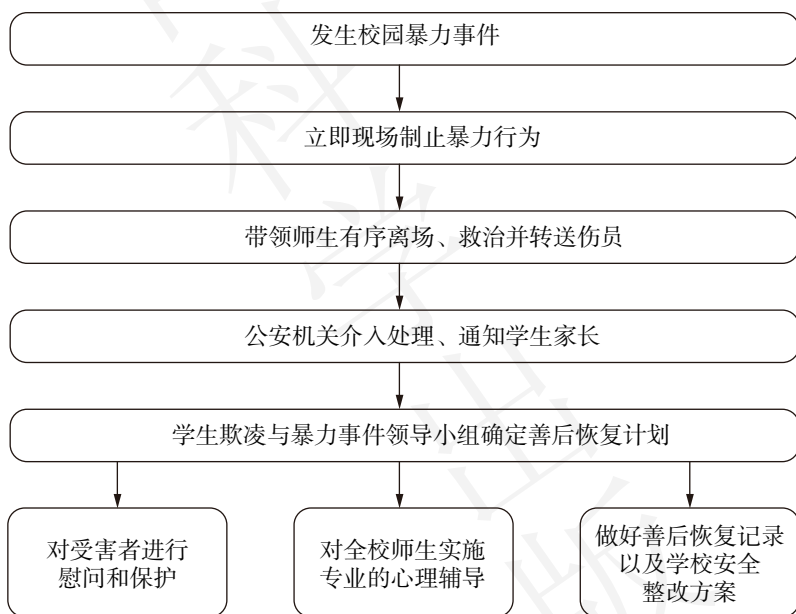 发生校园暴力事件
立即现场制止暴力行为
带领师生有序离场、救治并转送伤员
公安机关介入处理、通知学生家长
学生欺凌与暴力事件领导小组确定善后恢复计划
对受害者进行
慰问和保护
对全校师生实施
专业的心理辅导
做好善后恢复记录
以及学校安全
整改方案
科学出版